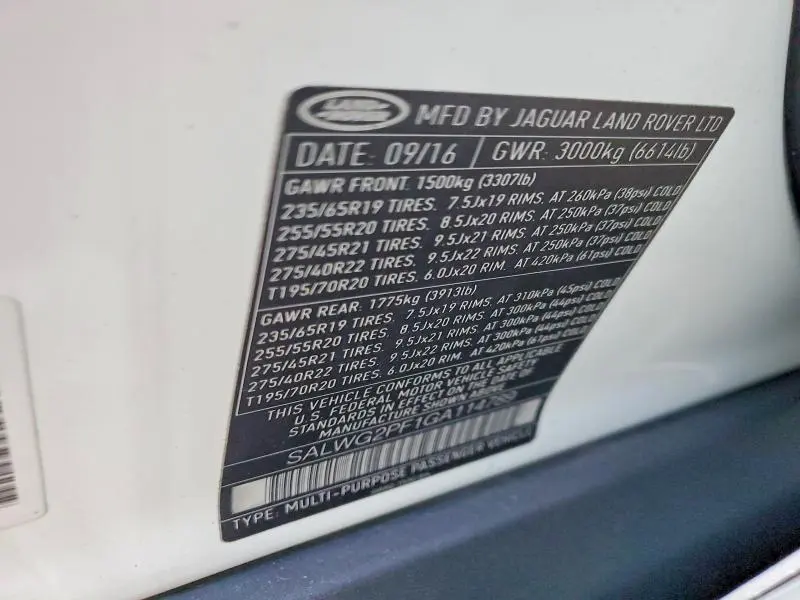 LAND ROVER
MFD BY JAGUAR LAND ROVER LTD
DATE: 09/16 GWR: 3000kg (6614lb)
GAWR FRONT: 1500kg (3307lb)
235/65R19 TIRES. 7.5Jx19 RIMS. AT 260kPa (38psi) COLD
255/55R20 TIRES. 8.5Jx20 RIMS. AT 250kPa (37psi) COLD
275/45R21 TIRES. 9.5Jx21 RIMS. AT 250kPa (37psi) COLD
275/40R22 TIRES. 9.5Jx22 RIMS. AT 250kPa (37psi) COLD
T195/70R20 TIRES. 6.0Jx20 RIM. AT 420kPa (61psi) COLD
GAWR REAR: 1775kg (3913lb)
235/65R19 TIRES. 7.5Jx19 RIMS. AT 310kPa (45psi) COLD
255/55R20 TIRES. 8.5Jx20 RIMS. AT 300kPa (44psi) COLD
275/45R21 TIRES. 9.5Jx21 RIMS. AT 300kPa (44psi) COLD
275/40R22 TIRES. 9.5Jx22 RIMS. AT 300kPa (44psi) COLD
T195/70R20 TIRES. 6.0Jx20 RIM. AT 420kPa (61psi) COLD
THIS VEHICLE CONFORMS TO ALL APPLICABLE
U.S. FEDERAL MOTOR VEHICLE SAFETY
STANDARDS IN EFFECT ON THE DATE OF
MANUFACTURE SHOWN ABOVE
SALWG2PF1GA114789
TYPE: MULTI-PURPOSE PASSENGER VEHICLE